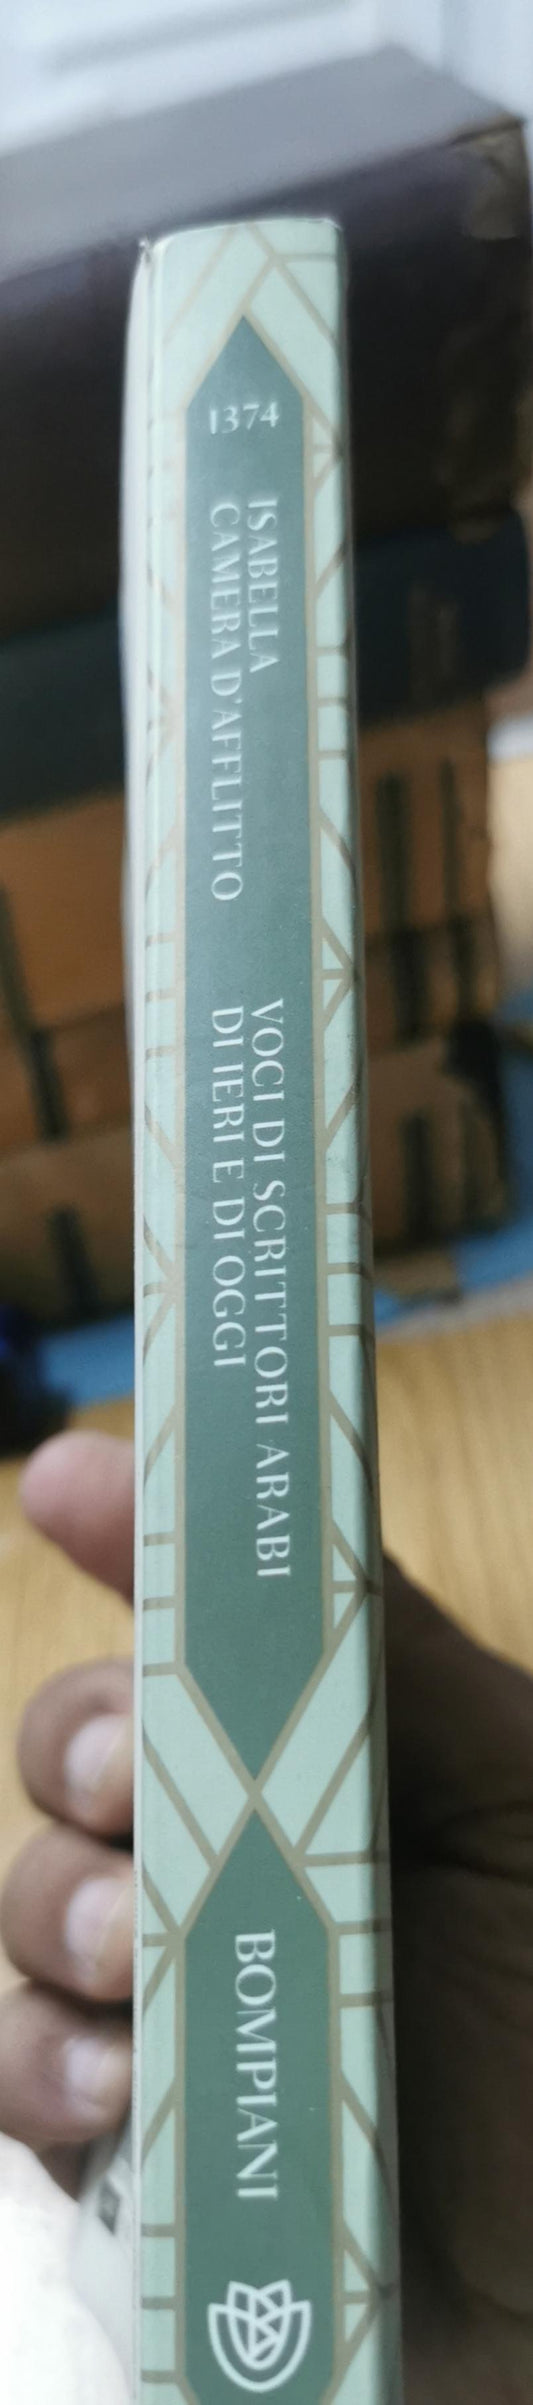 1374
ISABELLA
CAMERA D'AFFLITTO
VOCI DI SCRITTORI ARABI
DI IERI E DI OGGI
BOMPIANI